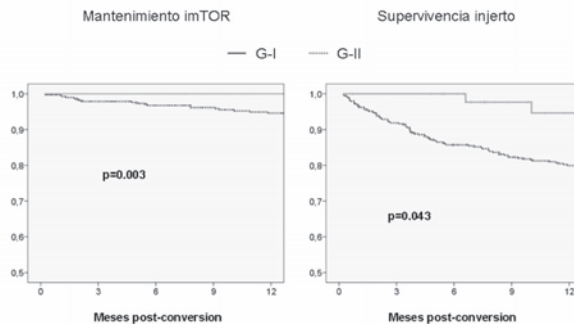 Mantenimiento imTOR
Supervivencia injerto
G-I
G-II
1,0
0,9
0,8
0,7
0,6
0,5
p=0.003
0
3
6
9
12
Meses post-conversion
1,0
0,9
0,8
0,7
0,6
0,5
p=0.043
0
3
6
9
12
Meses post-conversion